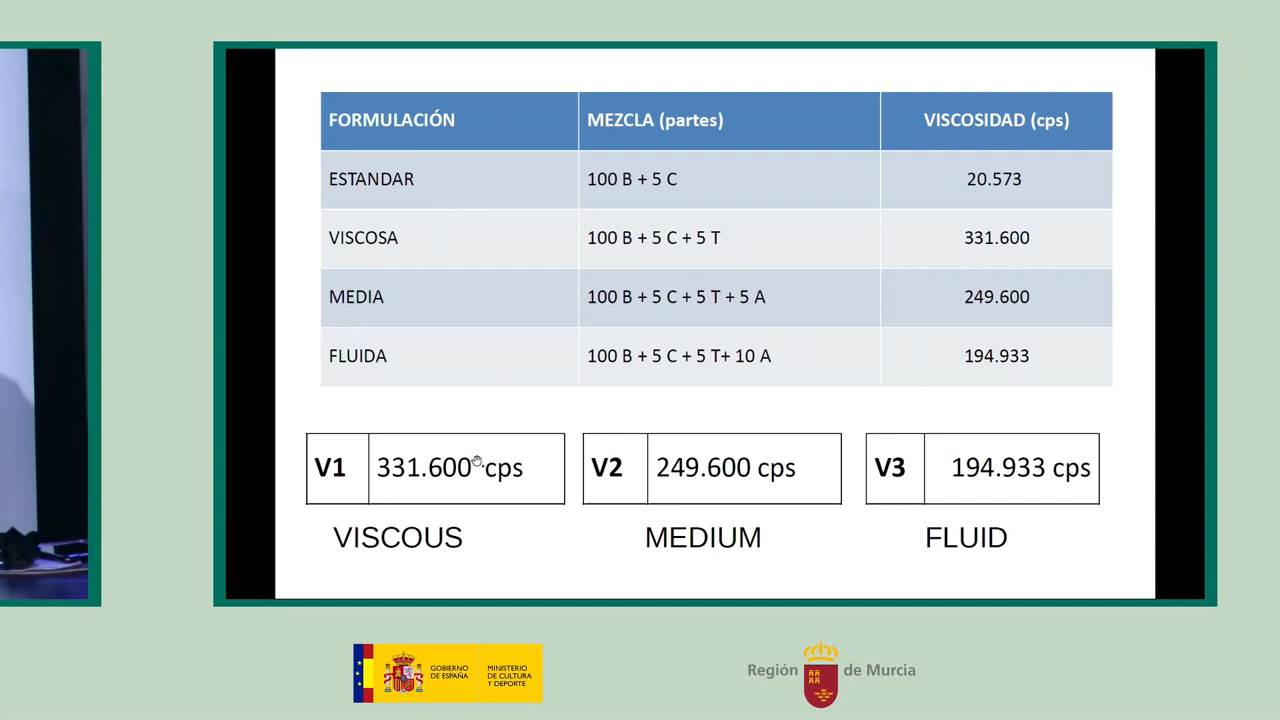 FORMULACIÓN MEZCLA (partes) VISCOSIDAD (cps)
ESTANDAR 100 B + 5 C 20.573
VISCOSA 100 B + 5 C + 5 T 331.600
MEDIA 100 B + 5 C + 5 T + 5 A 249.600
FLUIDA 100 B + 5 C + 5 T+ 10 A 194.933
V1 331.600 cps V2 249.600 cps V3 194.933 cps
VISCOUS MEDIUM FLUID
GOBIERNO
DE ESPAÑA
MINISTERIO
DE CULTURA
Y DEPORTE
Región de Murcia